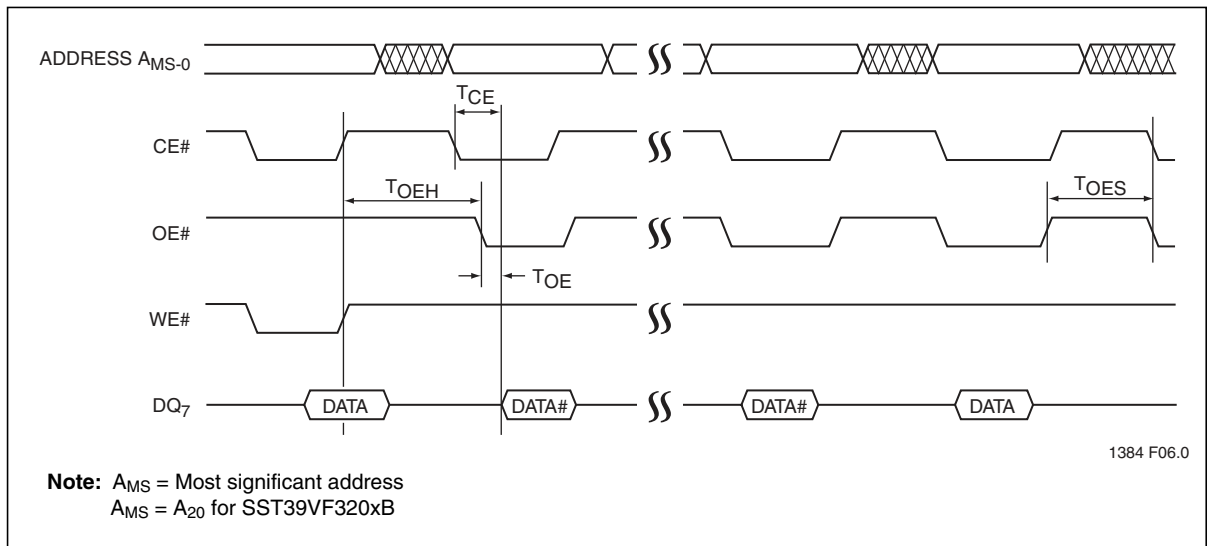 ADDRESS AMS-0
TCE
CE#
TOEH
TOES
OE#
TOE
WE#
DQ7
DATA
DATA#
DATA#
DATA
1384 F06.0
Note: AMS = Most significant address
AMS = A20 for SST39VF320xB